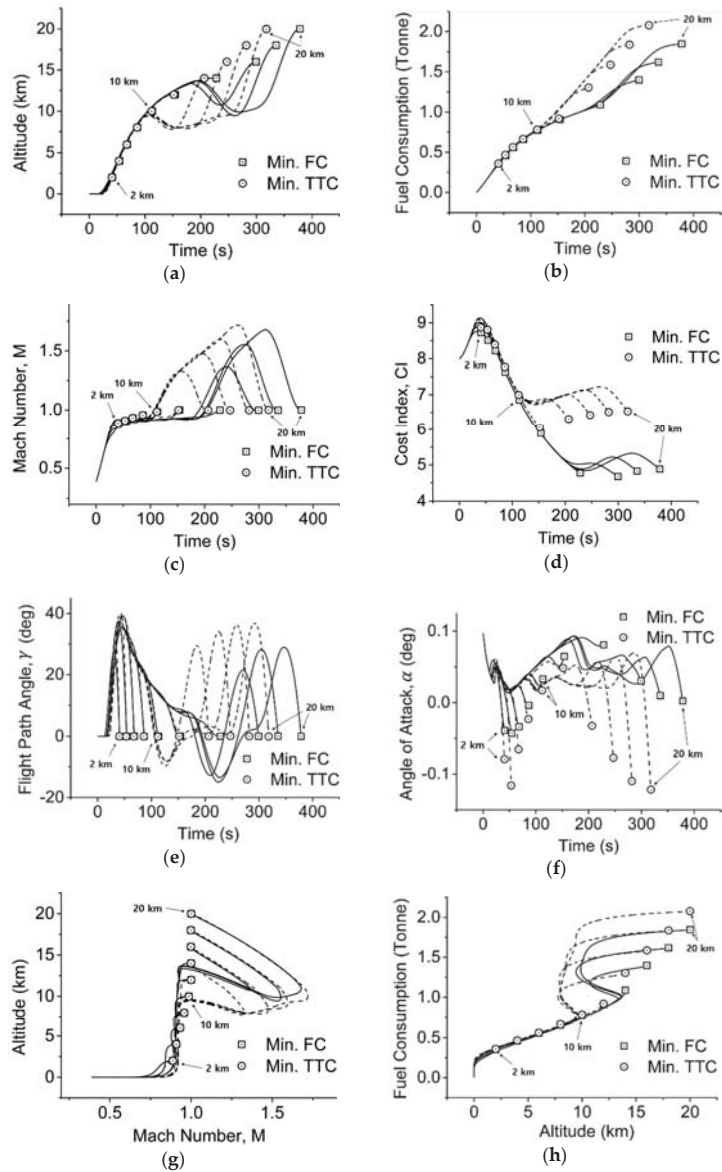 25
20
15
10
5
0
Altitude (km)
10 km
20 km
2 km
Min. FC
Min. TTC
0 100 200 300 400
Time (s)
(a)
2.0
1.5
1.0
0.5
0.0
Fuel Consumption (Tonne)
20 km
10 km
2 km
Min. FC
Min. TTC
0 100 200 300 400
Time (s)
(b)
1.5
1.0
0.5
Mach Number, M
10 km
2 km
20 km
Min. FC
Min. TTC
0 100 200 300 400
Time (s)
(c)
9
8
7
6
5
4
Cost Index, CI
2 km
10 km
20 km
Min. FC
Min. TTC
0 100 200 300 400
Time (s)
(d)
40
20
0
-20
Flight Path Angle, γ (deg)
2 km
10 km
20 km
Min. FC
Min. TTC
0 100 200 300 400
Time (s)
(e)
0.1
0.0
-0.1
Angle of Attack, α (deg)
Min. FC
Min. TTC
10 km
2 km
20 km
0 100 200 300 400
Time (s)
(f)
20
15
10
5
0
Altitude (km)
20 km
10 km
2 km
Min. FC
Min. TTC
0.5 1.0 1.5
Mach Number, M
(g)
2.0
1.5
1.0
0.5
0.0
Fuel Consumption (Tonne)
20 km
10 km
2 km
Min. FC
Min. TTC
0 5 10 15 20
Altitude (km)
(h)